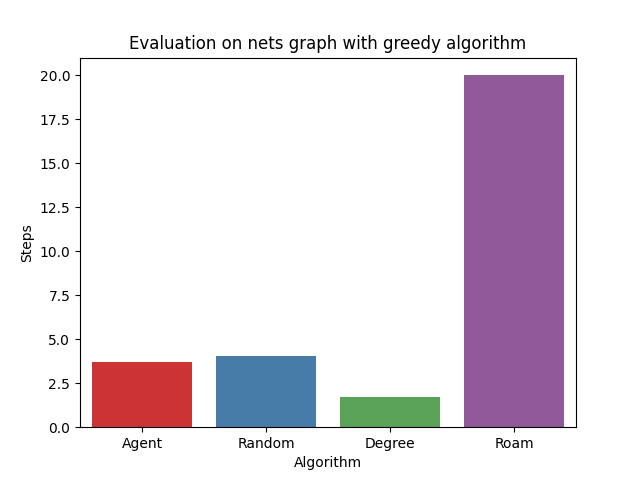 Evaluation on nets graph with greedy algorithm
20.0
17.5
15.0
12.5
10.0
7.5
5.0
2.5
0.0
Steps
Agent Random Degree Roam
Algorithm